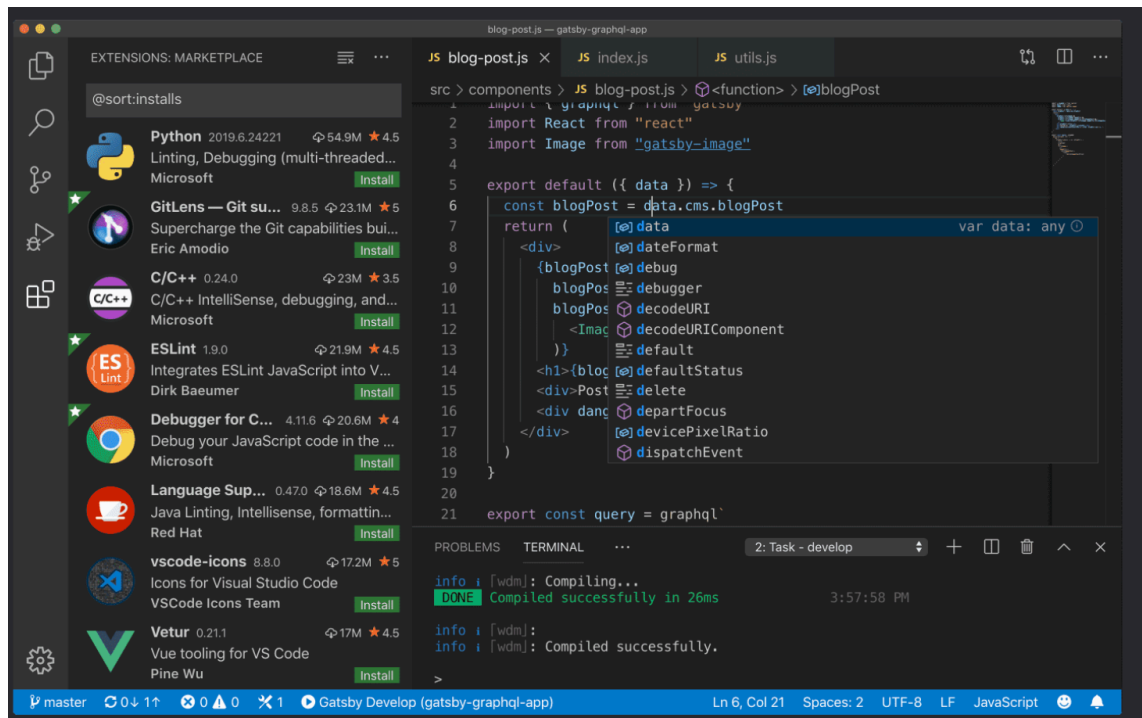 blog-post.js — gatsby-graphql-app
EXTENSIONS: MARKETPLACE
@sort:installs
Python 2019.6.24221 54.9M 4.5
Linting, Debugging (multi-threaded...
Microsoft Install
GitLens — Git su... 9.8.5 23.1M 5
Supercharge the Git capabilities bui...
Eric Amodio Install
C/C++
C/C++ 0.24.0 23M 3.5
C/C++ IntelliSense, debugging, and...
Microsoft Install
ES
Lint
ESLint 1.9.0 21.9M 4.5
Integrates ESLint JavaScript into V...
Dirk Baeumer Install
Debugger for C... 4.11.6 20.6M 4
Debug your JavaScript code in the ...
Microsoft Install
Language Sup... 0.47.0 18.6M 4.5
Java Linting, Intellisense, formattin...
Red Hat Install
vscode-icons 8.8.0 17.2M 5
Icons for Visual Studio Code
VSCode Icons Team Install
Vetur 0.21.1 17M 4.5
Vue tooling for VS Code
Pine Wu Install
JS blog-post.js JS index.js JS utils.js
src > components > JS blog-post.js > <function> > blogPost
1 import { graphql } from "gatsby"
2 import React from "react"
3 import Image from "gatsby-image"
4
5 export default ({ data }) => {
6 const blogPost = data.cms.blogPost
7 return (
8 <div>
9 {blogPost
10 blogPos
11 blogPos
12 <Imag
13 )}
14 <h1>{blog
15 <div>Post
16 <div dang
17 </div>
18 )
19 }
20
21 export const query = graphql`
data var data: any
dateFormat
debug
debugger
decodeURI
decodeURIComponent
default
defaultStatus
delete
departFocus
devicePixelRatio
dispatchEvent
PROBLEMS TERMINAL ... 2: Task - develop
info i ｢wdm｣: Compiling...
DONE Compiled successfully in 26ms 3:57:58 PM
info i ｢wdm｣:
info i ｢wdm｣: Compiled successfully.
>
master 0↓ 1↑ 0 0 1 Gatsby Develop (gatsby-graphql-app) Ln 6, Col 21 Spaces: 2 UTF-8 LF JavaScript